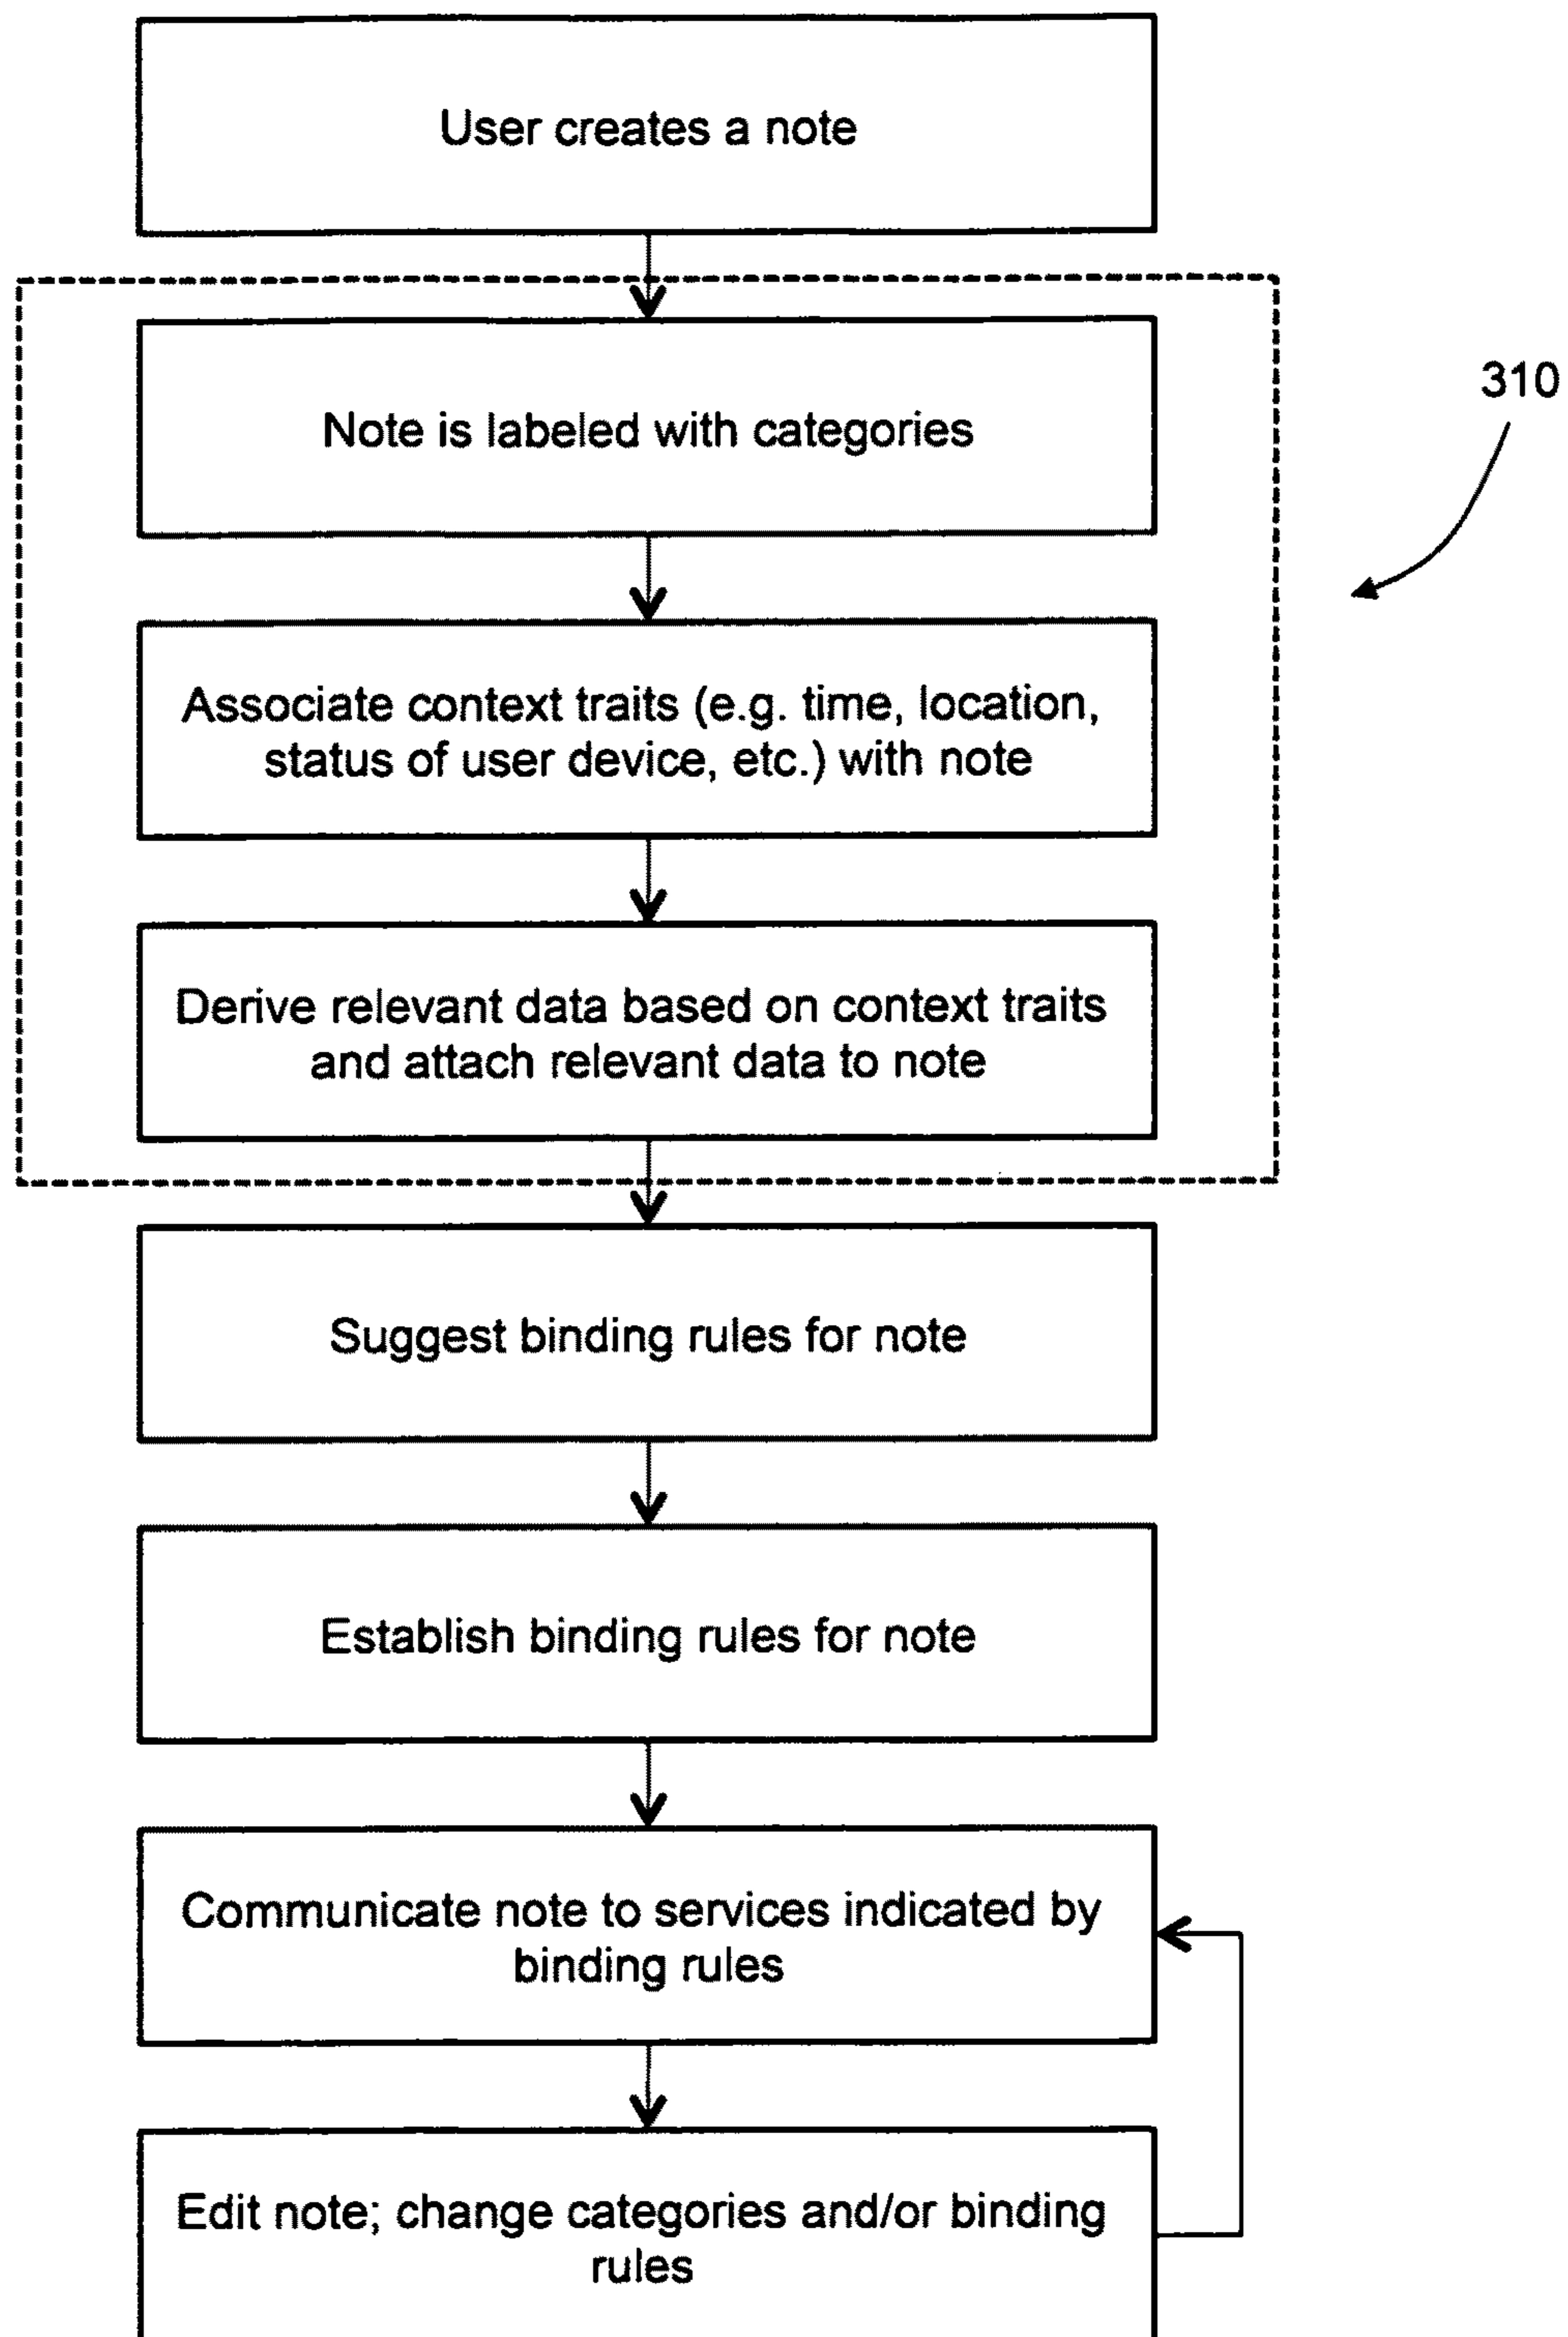 User creates a note
Note is labeled with categories
310
Associate context traits (e.g. time, location,
status of user device, etc.) with note
Derive relevant data based on context traits
and attach relevant data to note
Suggest binding rules for note
Establish binding rules for note
Communicate note to services indicated by
binding rules
Edit note; change categories and/or binding
rules